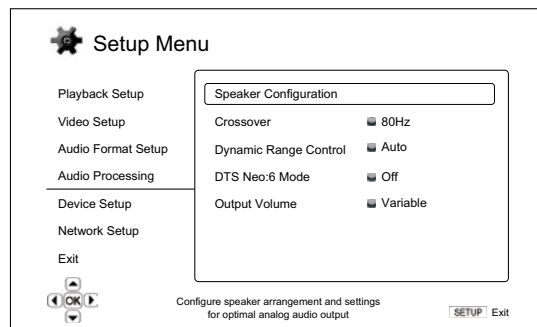 Setup Menu
Playback Setup
Video Setup
Audio Format Setup
Audio Processing
Device Setup
Network Setup
Exit
Speaker Configuration
Crossover 80Hz
Dynamic Range Control Auto
DTS Neo:6 Mode Off
Output Volume Variable
OK
Configure speaker arrangement and settings
for optimal analog audio output
SETUP Exit